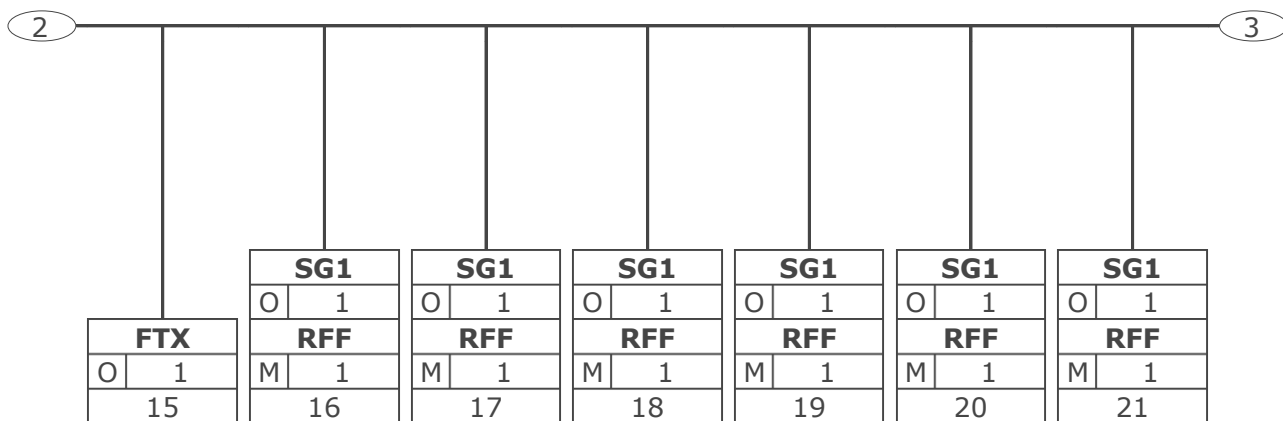 2 3
SG1 SG1 SG1 SG1 SG1 SG1
O 1 O 1 O 1 O 1 O 1 O 1
FTX RFF RFF RFF RFF RFF RFF
O 1 M 1 M 1 M 1 M 1 M 1 M 1
15 16 17 18 19 20 21